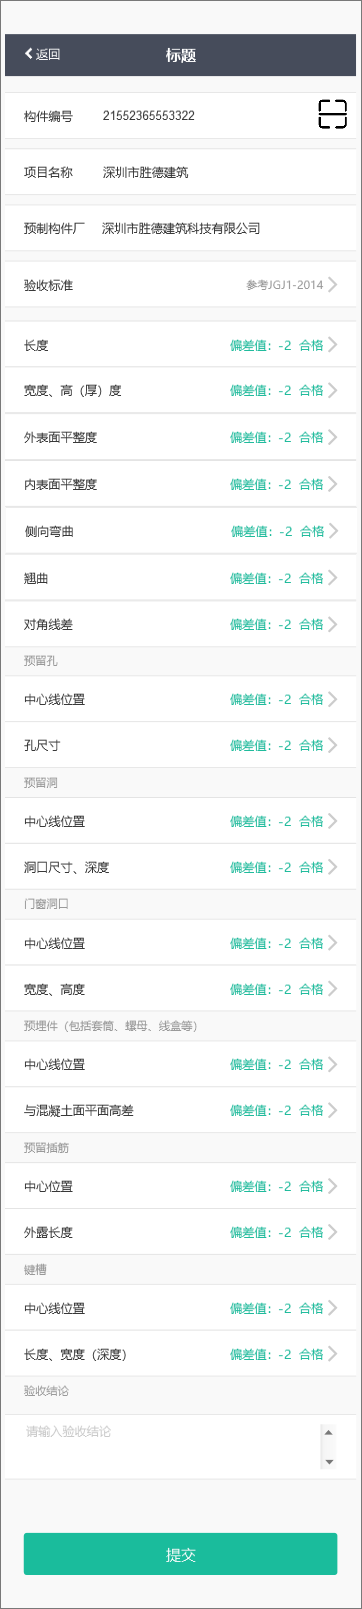 返回 标题
构件编号 21552365553322
项目名称 深圳市胜德建筑
预制构件厂 深圳市胜德建筑科技有限公司
验收标准 参考JGJ1-2014
长度 偏差值：-2 合格
宽度、高（厚）度 偏差值：-2 合格
外表面平整度 偏差值：-2 合格
内表面平整度 偏差值：-2 合格
侧向弯曲 偏差值：-2 合格
翘曲 偏差值：-2 合格
对角线差 偏差值：-2 合格
预留孔
中心线位置 偏差值：-2 合格
孔尺寸 偏差值：-2 合格
预留洞
中心线位置 偏差值：-2 合格
洞口尺寸、深度 偏差值：-2 合格
门窗洞口
中心线位置 偏差值：-2 合格
宽度、高度 偏差值：-2 合格
预埋件（包括套筒、螺母、线盒等）
中心线位置 偏差值：-2 合格
与混凝土面平面高差 偏差值：-2 合格
预留插筋
中心位置 偏差值：-2 合格
外露长度 偏差值：-2 合格
键槽
中心线位置 偏差值：-2 合格
长度、宽度（深度） 偏差值：-2 合格
验收结论
请输入验收结论
提交